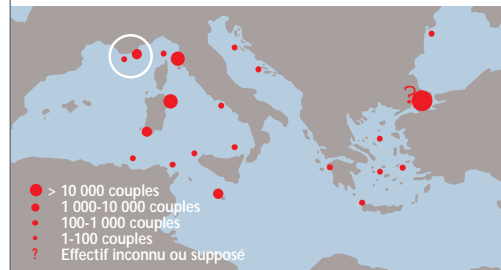 ?
> 10 000 couples
1 000-10 000 couples
100-1 000 couples
1-100 couples
? Effectif inconnu ou supposé